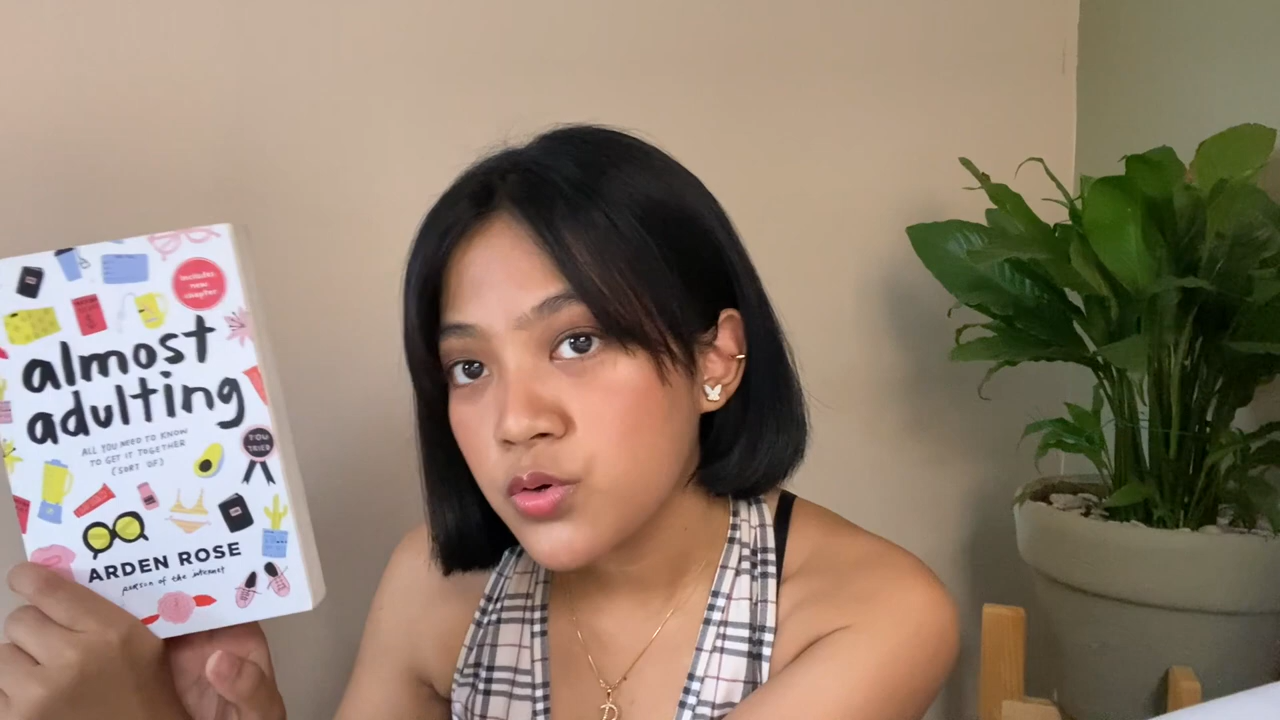 includes
new
chapter
almost
adulting
ALL YOU NEED TO KNOW
TO GET IT TOGETHER
(SORT OF)
YOU
TRIED
ARDEN ROSE
person of the internet